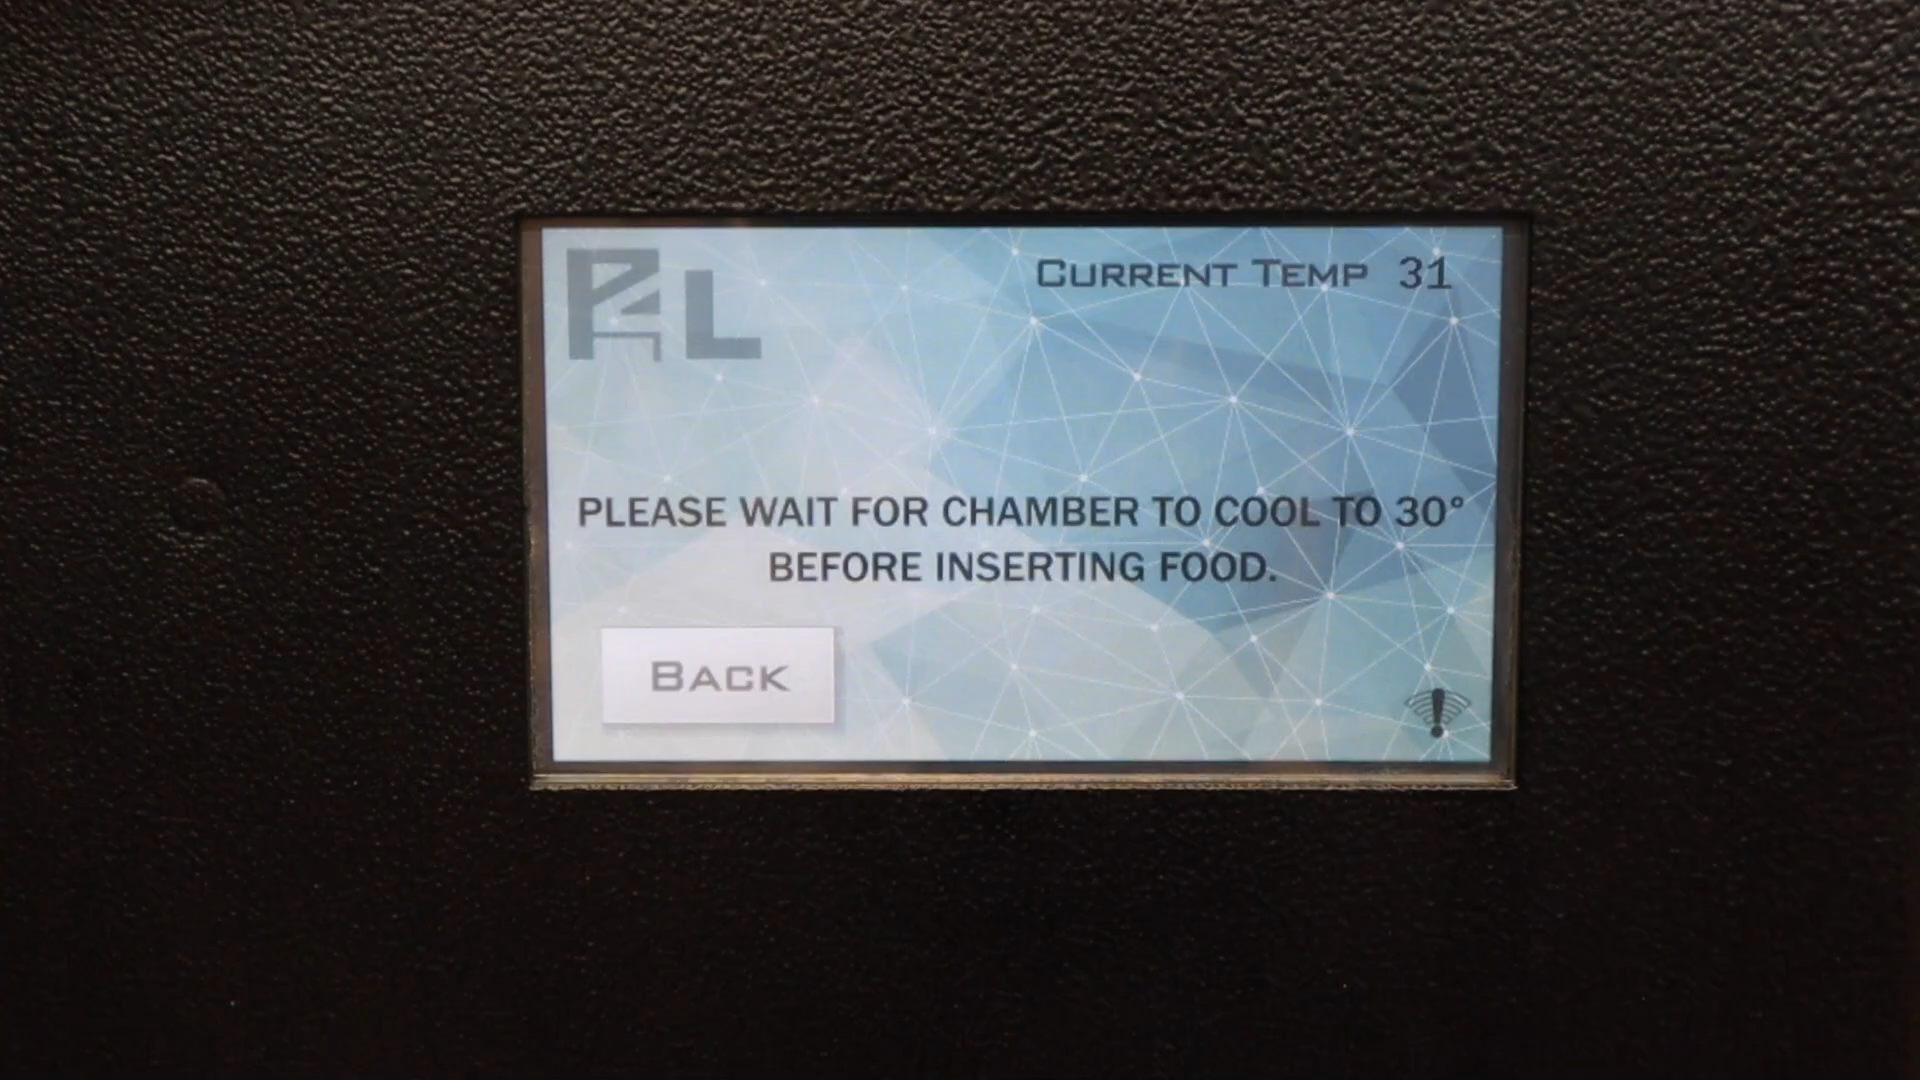 CURRENT TEMP 31
PLEASE WAIT FOR CHAMBER TO COOL TO 30°
BEFORE INSERTING FOOD.
BACK